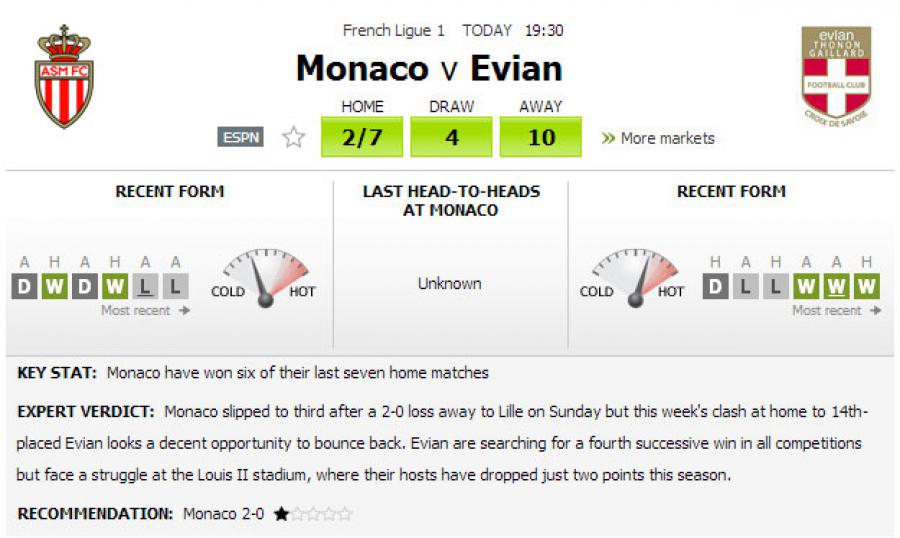 French Ligue 1 TODAY 19:30
ASM FC
Monaco v Evian
evian
THONON
GAILLARD
FOOTBALL CLUB
CROIX DE SAVOIE
HOME DRAW AWAY
ESPN 2/7 4 10 » More markets
RECENT FORM
A H A H A A
D W D W L L
Most recent →
COLD HOT
LAST HEAD-TO-HEADS
AT MONACO
Unknown
RECENT FORM
COLD HOT
H A H A A H
D L L W W W
Most recent →
KEY STAT: Monaco have won six of their last seven home matches
EXPERT VERDICT: Monaco slipped to third after a 2-0 loss away to Lille on Sunday but this week's clash at home to 14th-
placed Evian looks a decent opportunity to bounce back. Evian are searching for a fourth successive win in all competitions
but face a struggle at the Louis II stadium, where their hosts have dropped just two points this season.
RECOMMENDATION: Monaco 2-0 ★☆☆☆☆